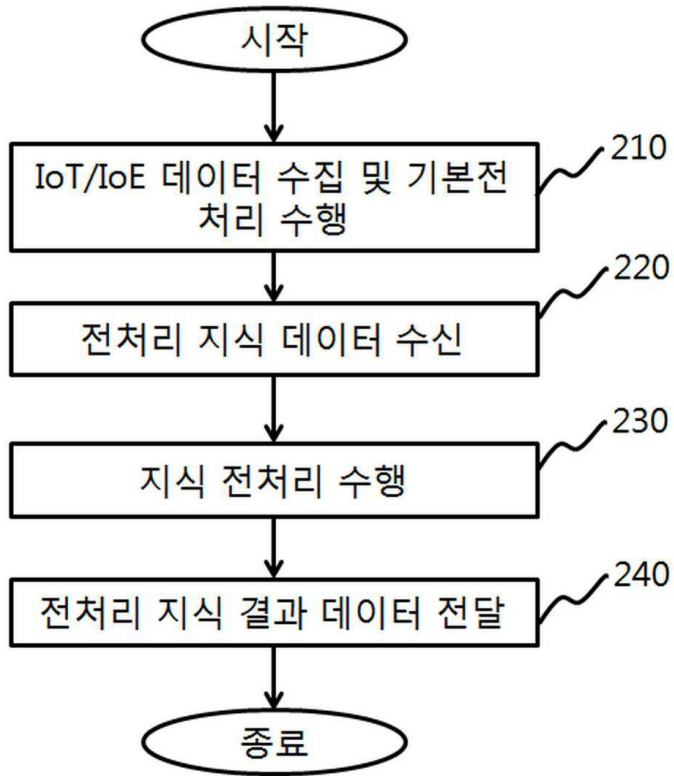 시작
IoT/IoE 데이터 수집 및 기본전
처리 수행
210
전처리 지식 데이터 수신
220
지식 전처리 수행
230
전처리 지식 결과 데이터 전달
240
종료